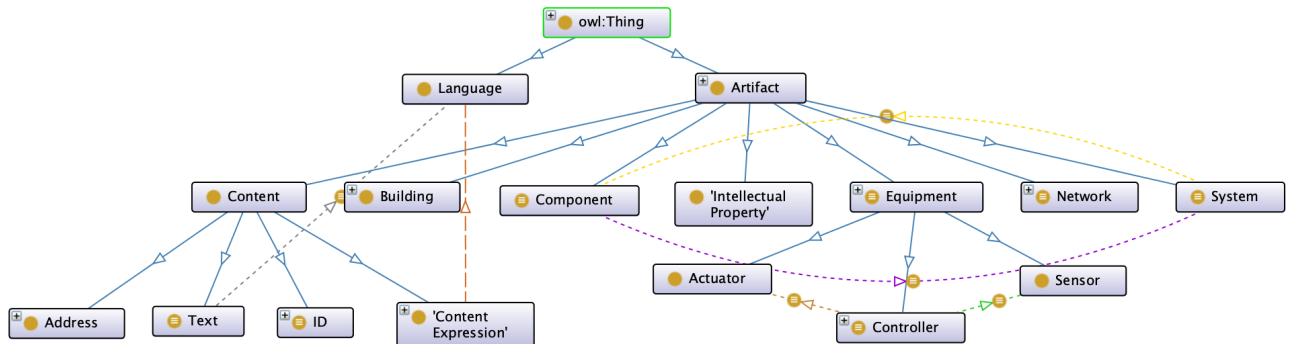 owl:Thing
Language
Artifact
Content
Building
Component
'Intellectual
Property'
Equipment
Network
System
Actuator
Sensor
Address
Text
ID
'Content
Expression'
Controller